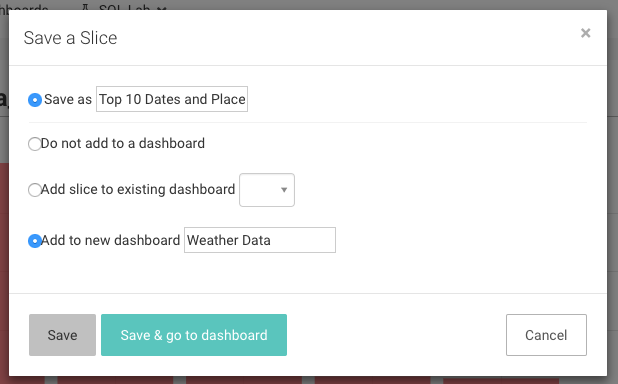 SQL Lab
Save a Slice
×
Save as Top 10 Dates and Place
Do not add to a dashboard
Add slice to existing dashboard
Add to new dashboard Weather Data
Save
Save & go to dashboard
Cancel